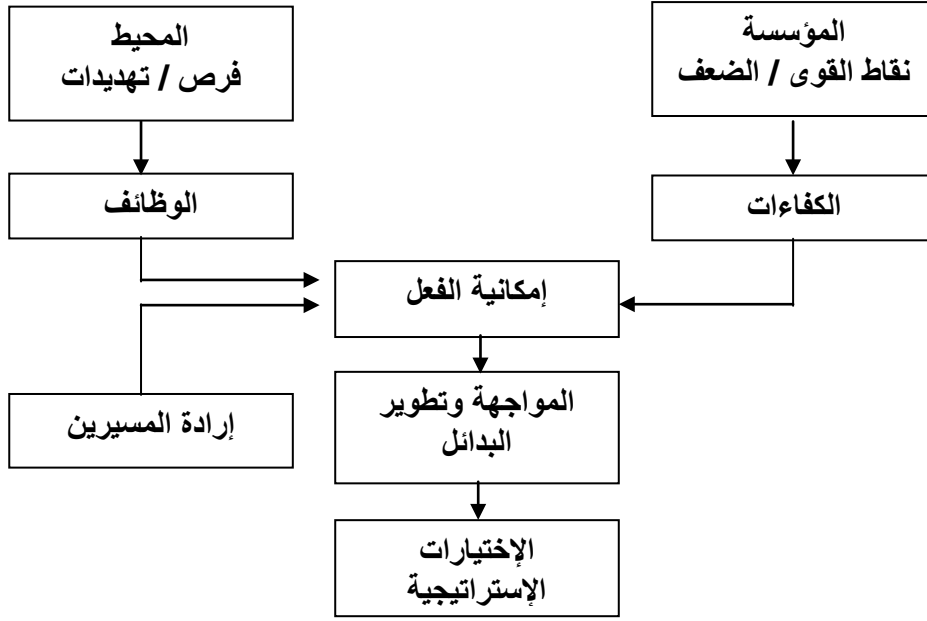 المؤسسة
نقاط القوى / الضعف
المحيط
فرص / تهديدات
الكفاءات
الوظائف
إمكانية الفعل
إرادة المسيرين
المواجهة وتطوير
البدائل
الإختيارات
الإستراتيجية